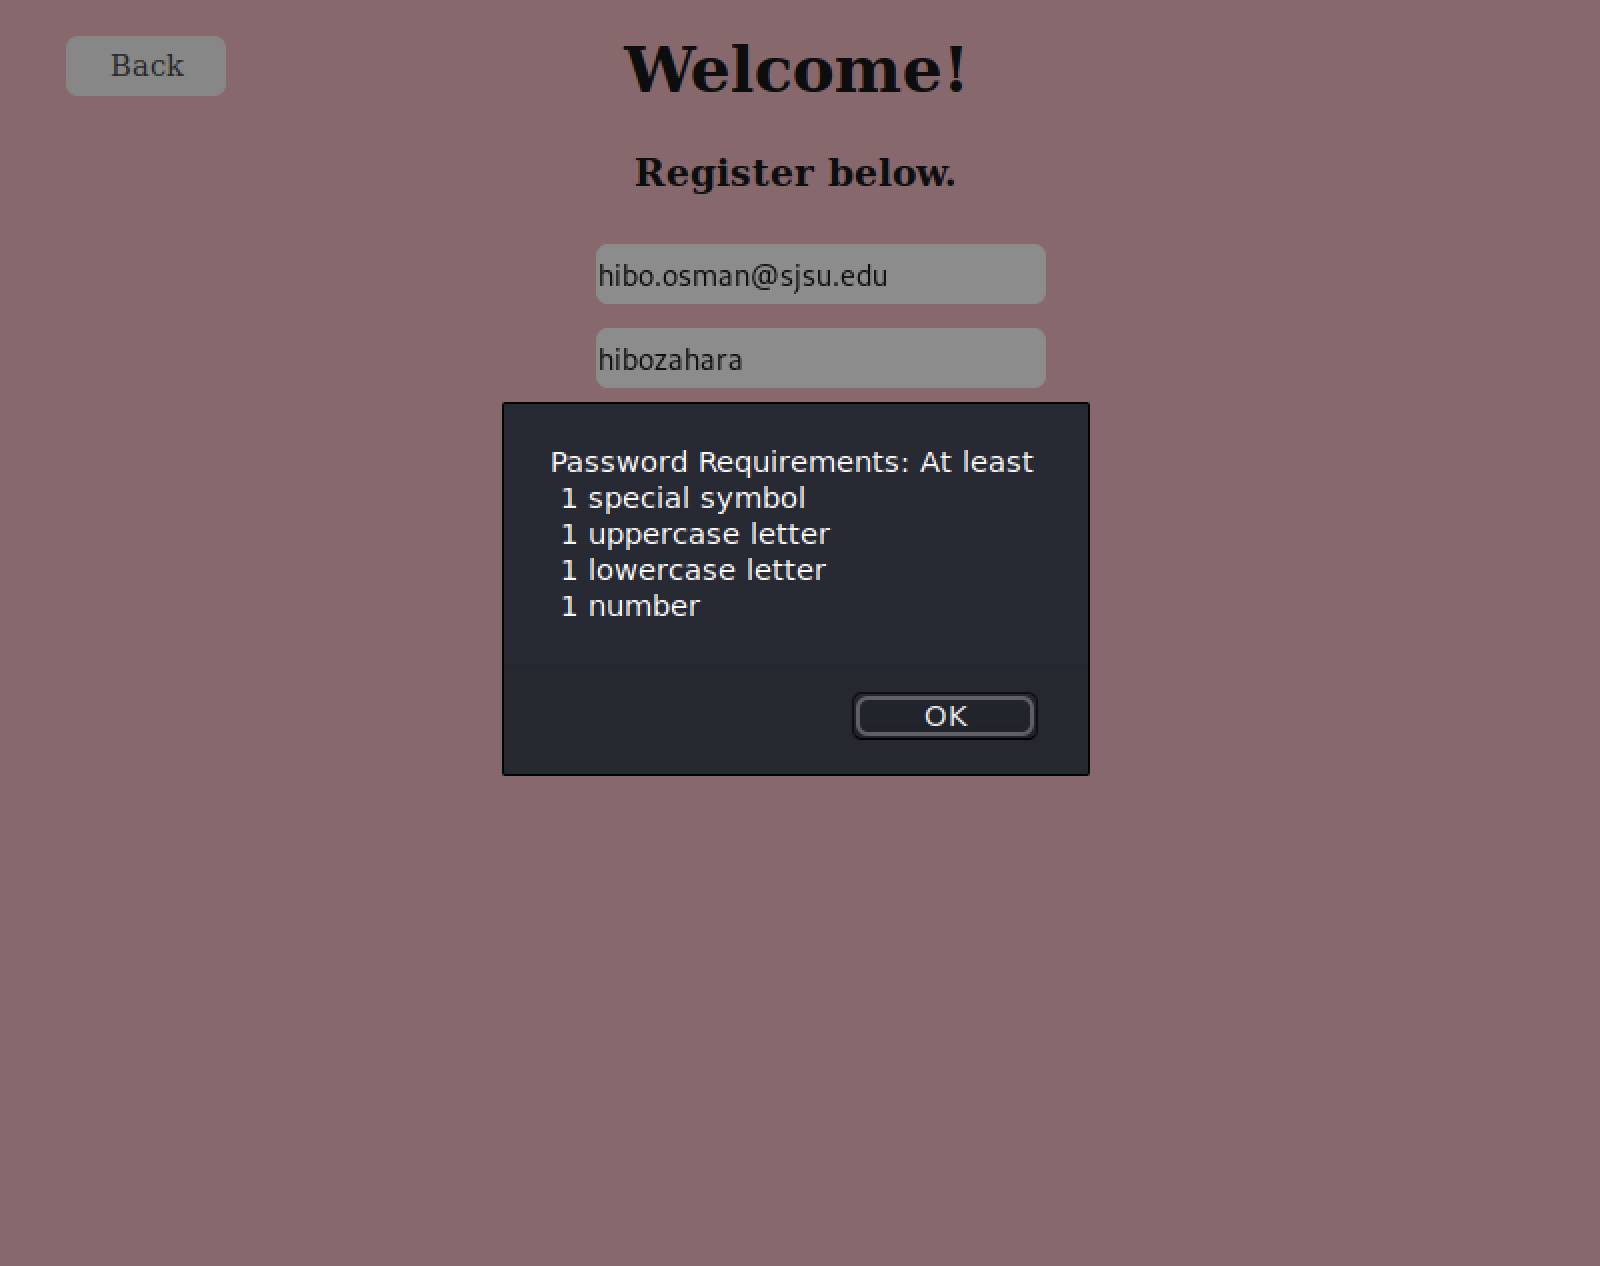 Back
Welcome!
Register below.
hibo.osman@sjsu.edu
hibozahara
Password Requirements: At least
1 special symbol
1 uppercase letter
1 lowercase letter
1 number
OK